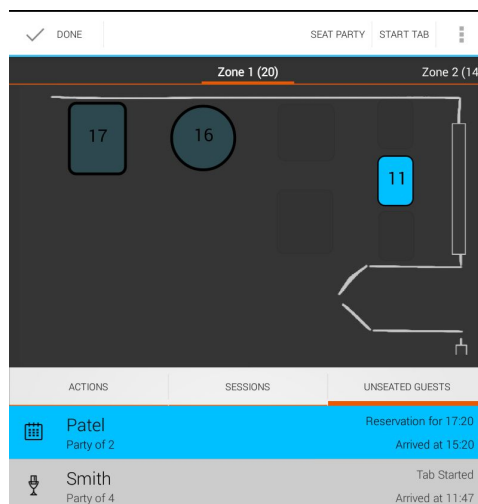 DONE
SEAT PARTY
START TAB
Zone 1 (20)
Zone 2 (14
17
16
11
ACTIONS
SESSIONS
UNSEATED GUESTS
Patel
Reservation for 17:20
Party of 2
Arrived at 15:20
Smith
Tab Started
Party of 4
Arrived at 11:47